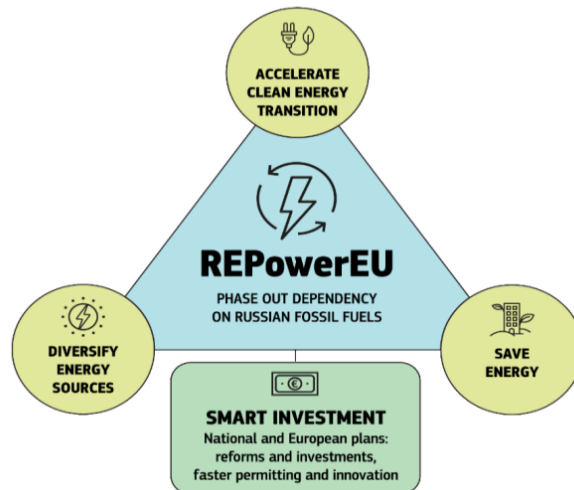 ACCELERATE
CLEAN ENERGY
TRANSITION
REPowerEU
PHASE OUT DEPENDENCY
ON RUSSIAN FOSSIL FUELS
DIVERSIFY
ENERGY
SOURCES
SAVE
ENERGY
€
SMART INVESTMENT
National and European plans:
reforms and investments,
faster permitting and innovation